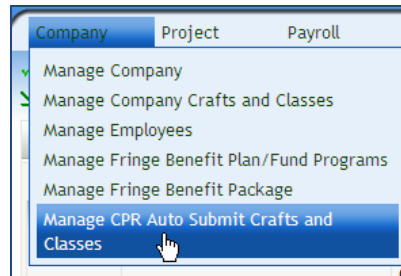 Company Project Payroll
Manage Company
Manage Company Crafts and Classes
Manage Employees
Manage Fringe Benefit Plan/Fund Programs
Manage Fringe Benefit Package
Manage CPR Auto Submit Crafts and
Classes